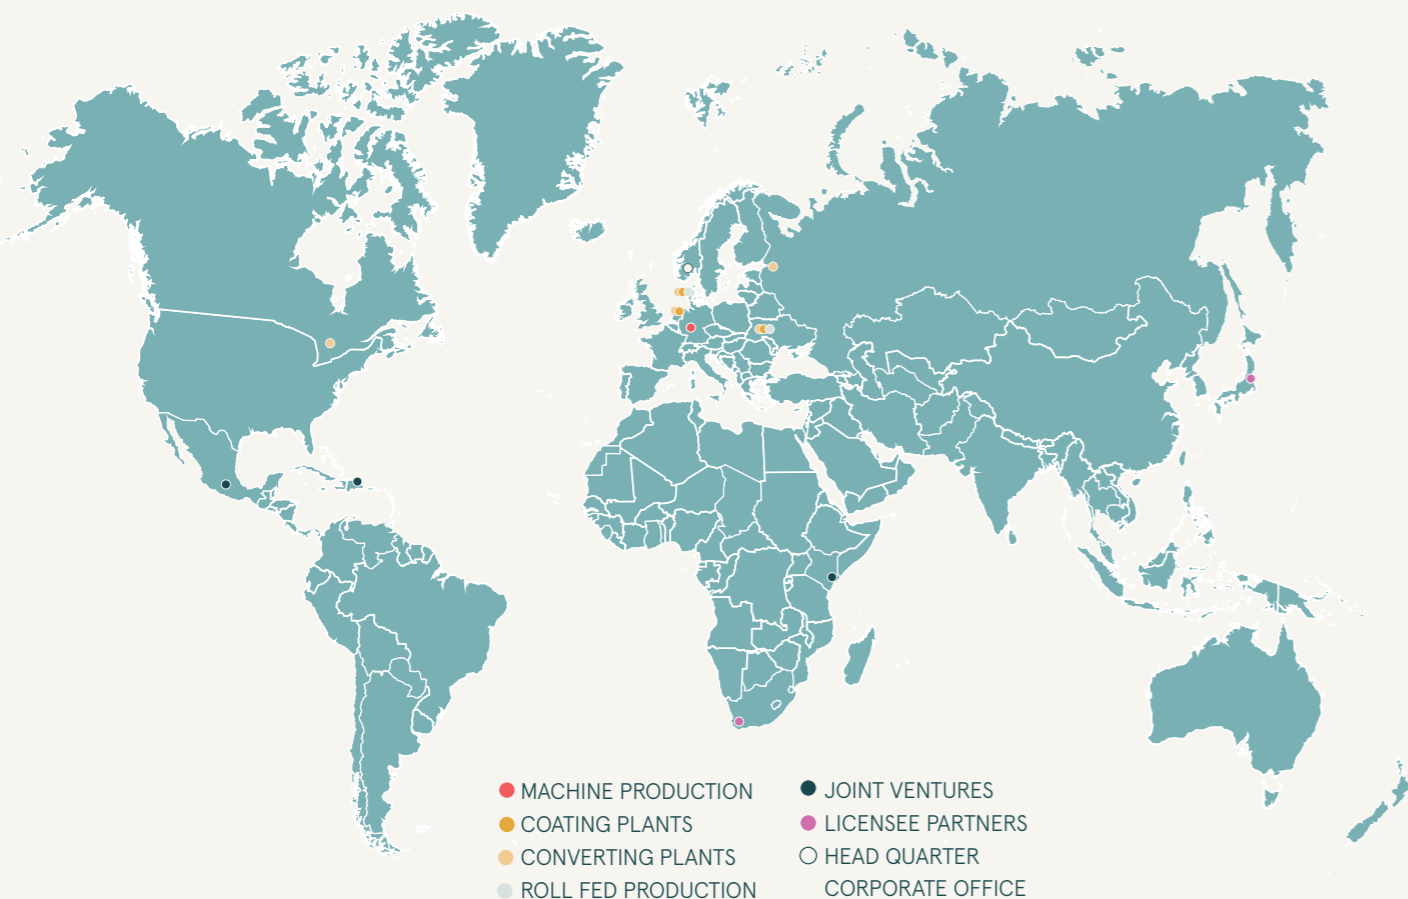 MACHINE PRODUCTION
COATING PLANTS
CONVERTING PLANTS
ROLL FED PRODUCTION
JOINT VENTURES
LICENSEE PARTNERS
HEAD QUARTER
CORPORATE OFFICE